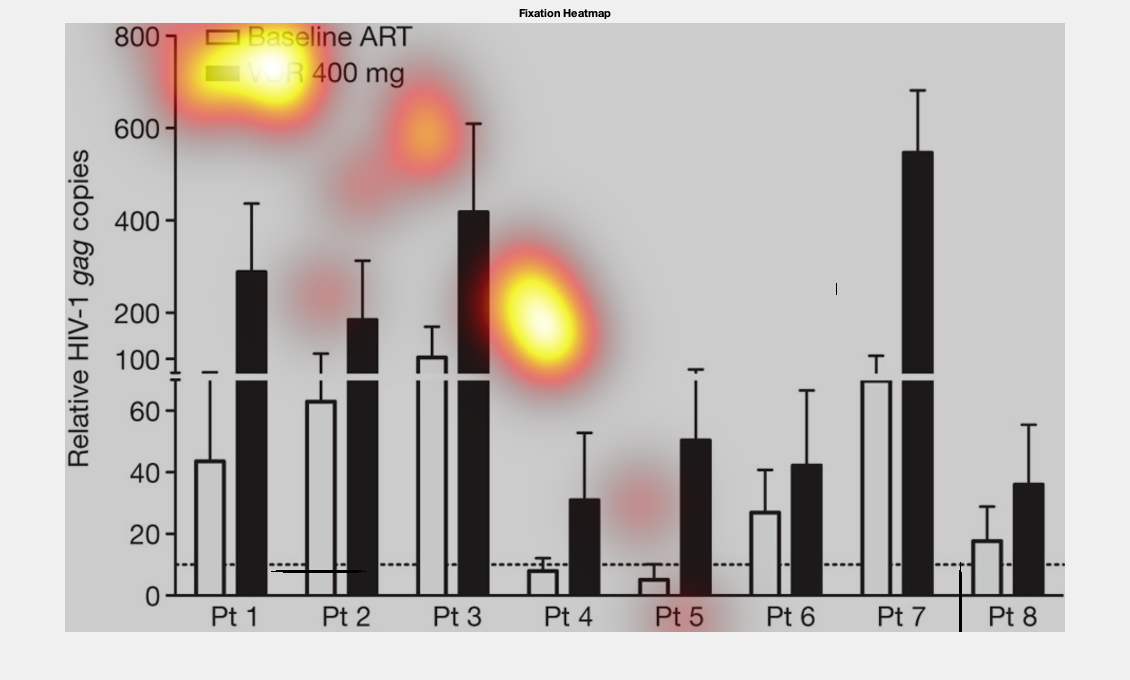 Fixation Heatmap
800
600
400
200
100
60
40
20
0
Relative HIV-1 gag copies
Baseline ART
VOR 400 mg
Pt 1 Pt 2 Pt 3 Pt 4 Pt 5 Pt 6 Pt 7 Pt 8